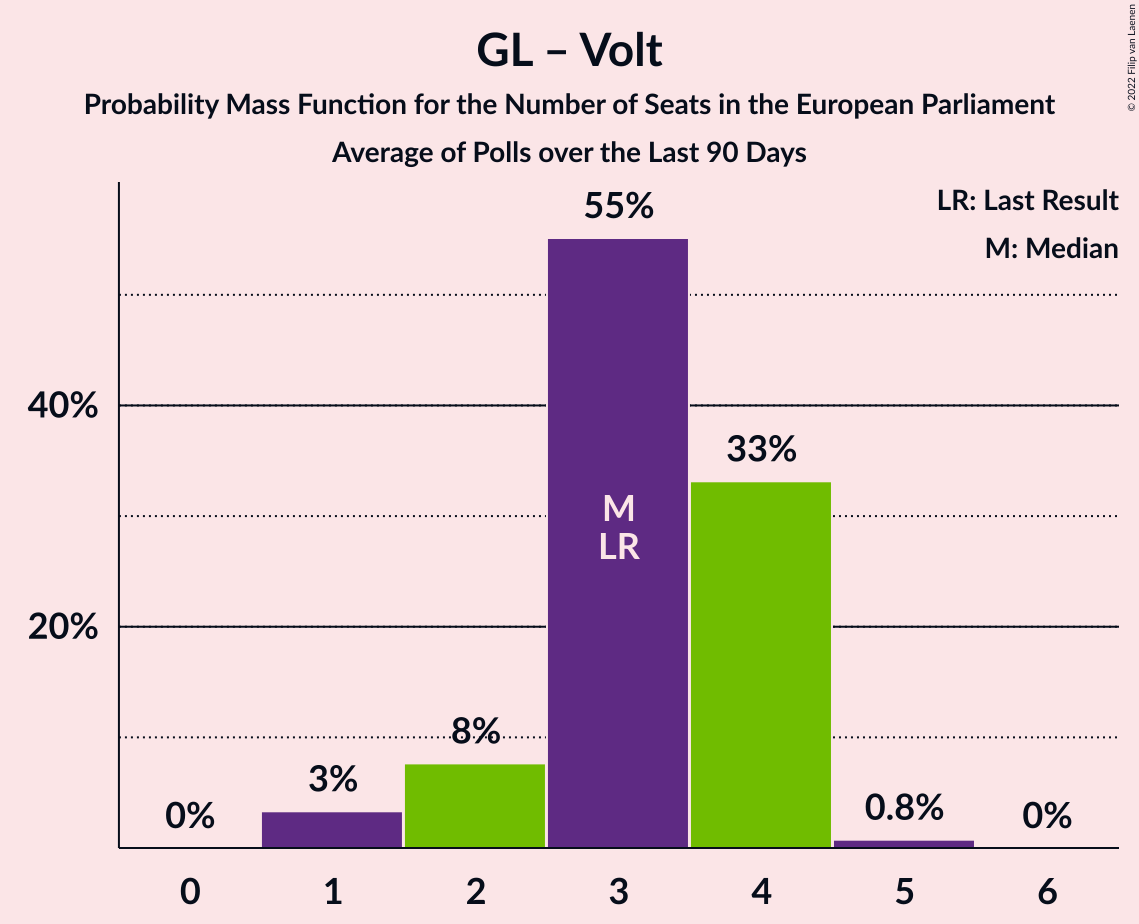 GL – Volt
Probability Mass Function for the Number of Seats in the European Parliament
Average of Polls over the Last 90 Days
© 2022 Filip van Laenen
LR: Last Result
M: Median
55%
40%
33%
M
LR
20%
8%
3%
0%
0.8%
0%
0 1 2 3 4 5 6